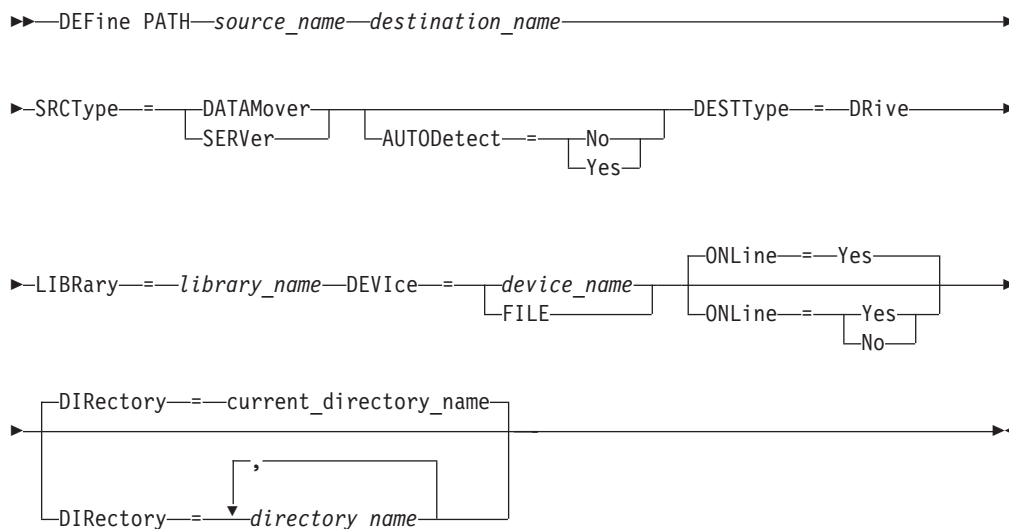 DEFine PATH source_name destination_name
SRCType = DATAMover DESTType = DRive
SERVer AUTODetect = No
Yes
ONLine = Yes
LIBRary = library_name DEVIce = device_name
FILE ONLine = Yes
No
DIRectory = current_directory_name
,
DIRectory = directory_name